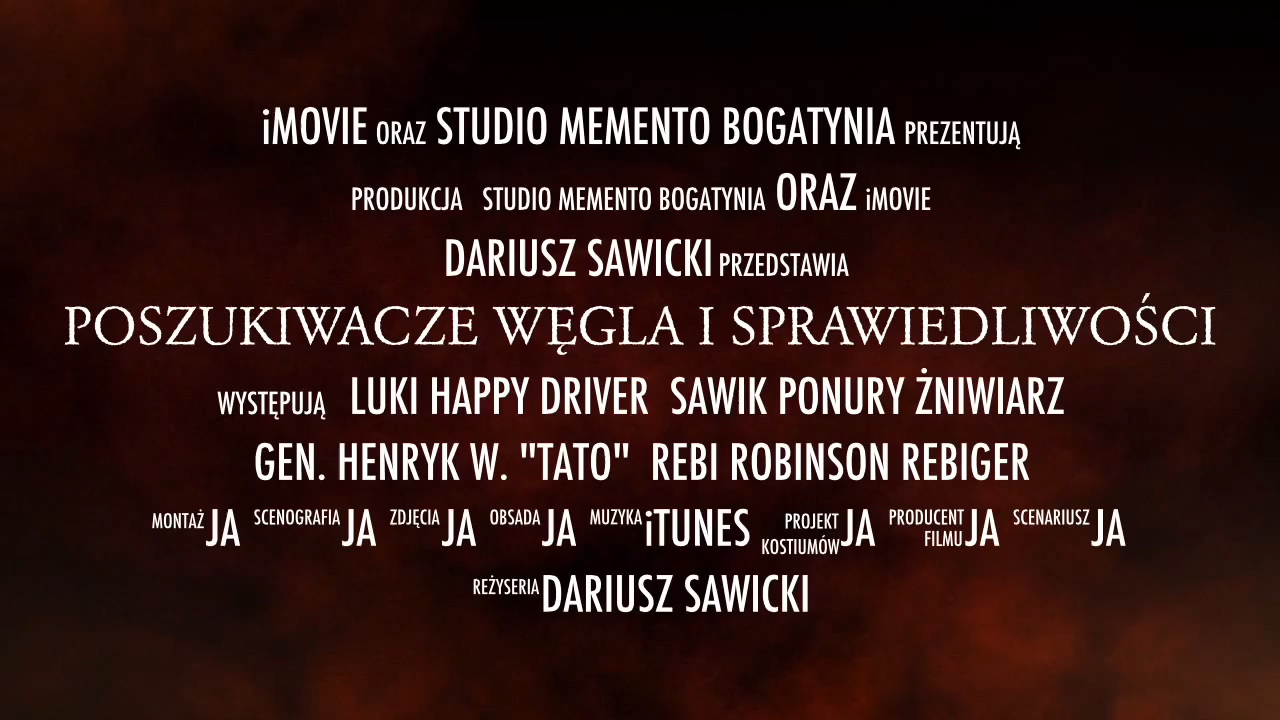 iMOVIE ORAZ STUDIO MEMENTO BOGATYNIA PREZENTUJĄ
PRODUKCJA STUDIO MEMENTO BOGATYNIA ORAZ iMOVIE
DARIUSZ SAWICKI PRZEDSTAWIA
POSZUKIWACZE WĘGLA I SPRAWIEDLIWOŚCI
WYSTĘPUJĄ LUKI HAPPY DRIVER SAWIK PONURY ŻNIWIARZ
GEN. HENRYK W. "TATO" REBI ROBINSON REBIGER
MONTAŻ JA SCENOGRAFIA JA ZDJĘCIA JA OBSADA JA MUZYKA iTUNES PROJEKT KOSTIUMÓW JA PRODUCENT FILMU JA SCENARIUSZ JA
REŻYSERIA DARIUSZ SAWICKI